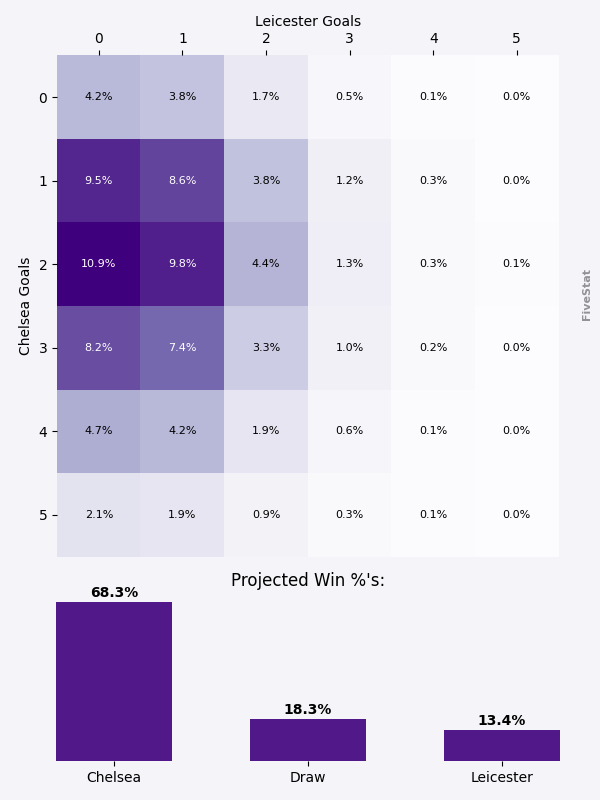 Leicester Goals
0 1 2 3 4 5
0 4.2% 3.8% 1.7% 0.5% 0.1% 0.0%
1 9.5% 8.6% 3.8% 1.2% 0.3% 0.0%
2 10.9% 9.8% 4.4% 1.3% 0.3% 0.1%
3 8.2% 7.4% 3.3% 1.0% 0.2% 0.0%
4 4.7% 4.2% 1.9% 0.6% 0.1% 0.0%
5 2.1% 1.9% 0.9% 0.3% 0.1% 0.0%
Chelsea Goals
FiveStat
Projected Win %'s:
68.3% 18.3% 13.4%
Chelsea Draw Leicester